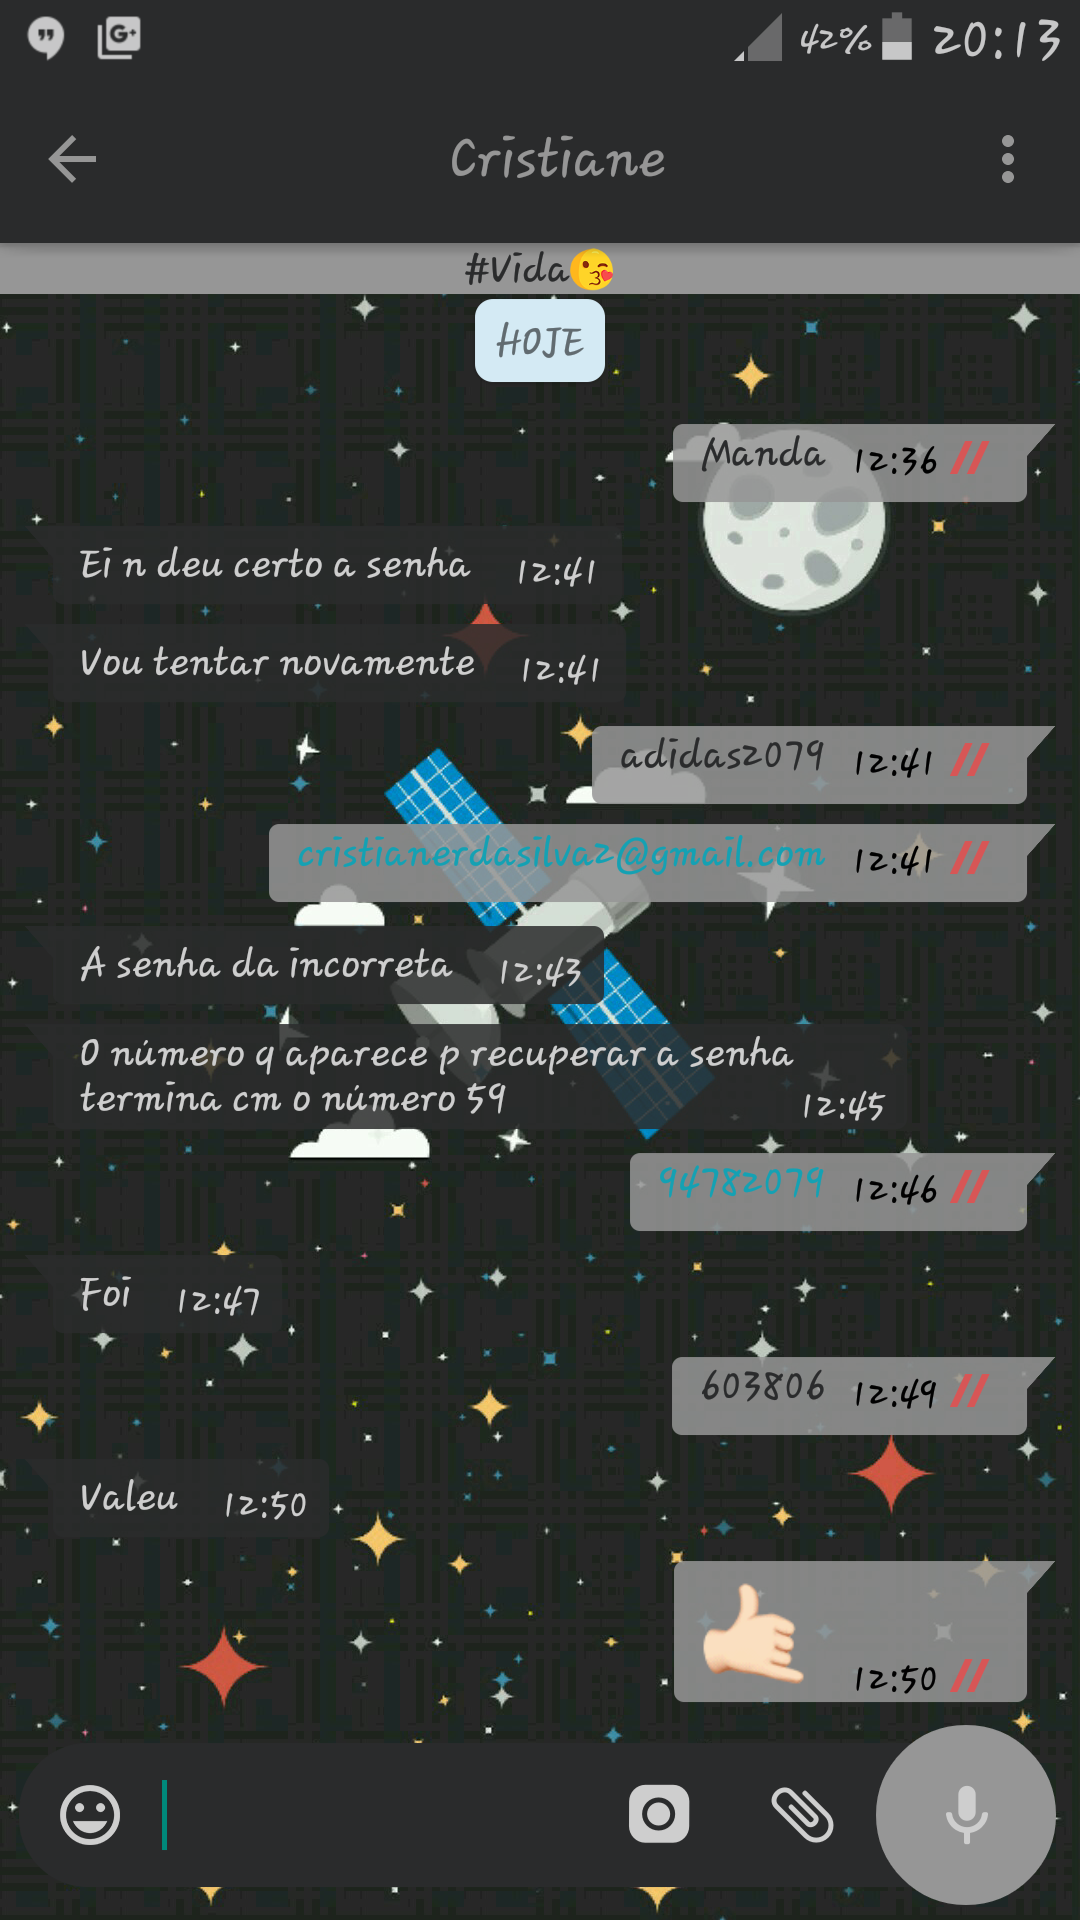 42% 20:13
Cristiane
#Vida😘
HOJE
Manda 12:36
Ei n deu certo a senha 12:41
Vou tentar novamente 12:41
adidas2079 12:41
cristianerdasilva2@gmail.com 12:41
A senha da incorreta 12:43
O número q aparece p recuperar a senha
termina cm o número 59 12:45
94782079 12:46
Foi 12:47
603806 12:49
Valeu 12:50
🤙🏻 12:50